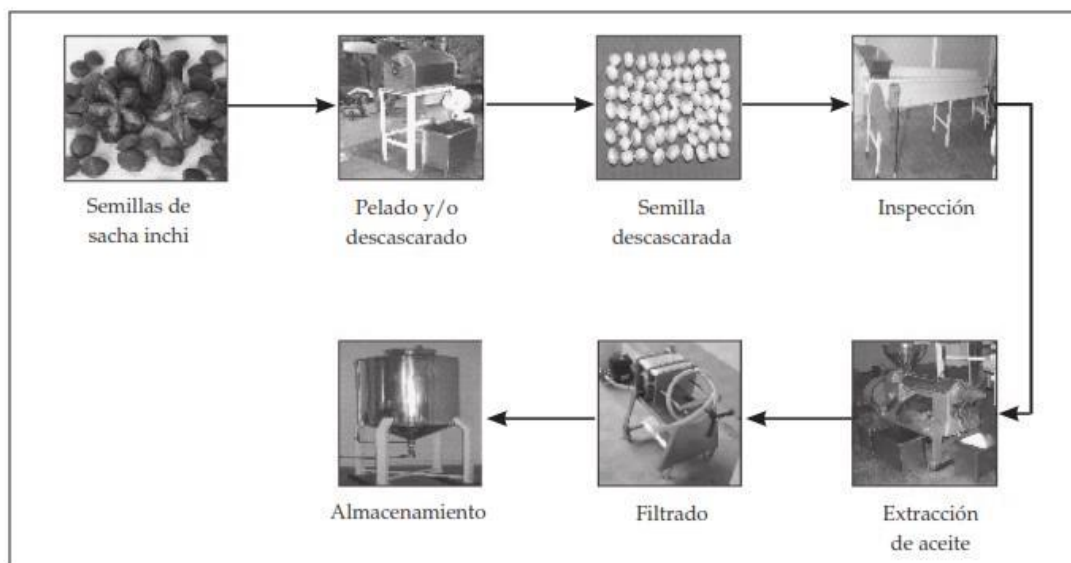 Semillas de
sacha inchi
Pelado y/o
descascarado
Semilla
descascarada
Inspección
Almacenamiento
Filtrado
Extracción
de aceite